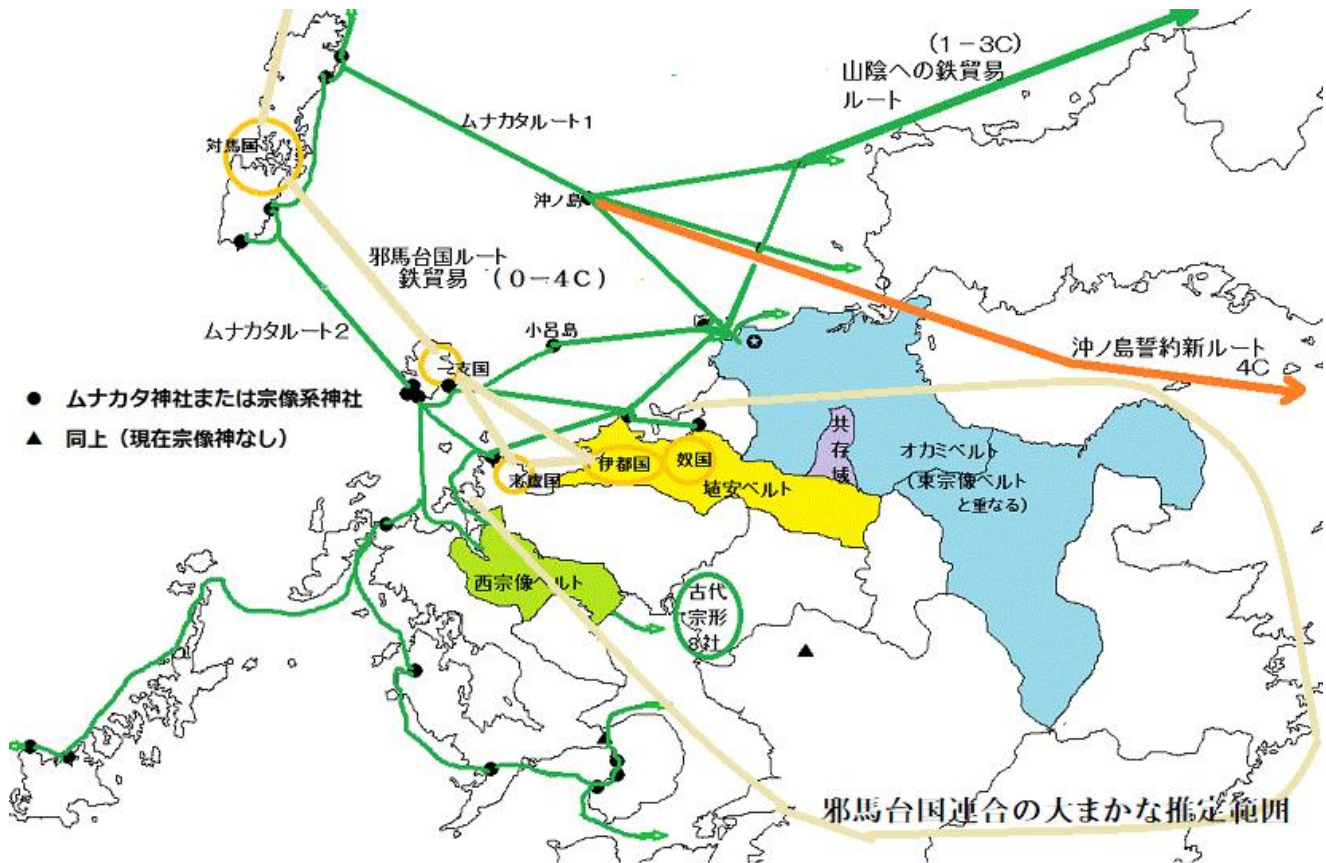 (1-3C)
山陰への鉄貿易
ルート
ムナカタルート1
対馬国
沖ノ島
邪馬台国ルート
鉄貿易 (0-4C)
ムナカタルート2
小呂島
一支国
沖ノ島誓約新ルート
4C
● ムナカタ神社または宗像系神社
▲ 同上(現在宗像神なし)
共
存
域
オカミベルト
(東宗像ベルト
と重なる)
末盧国
伊都国
奴国
埴安ベルト
西宗像ベルト
古代
宗形
8社
邪馬台国連合の大まかな推定範囲